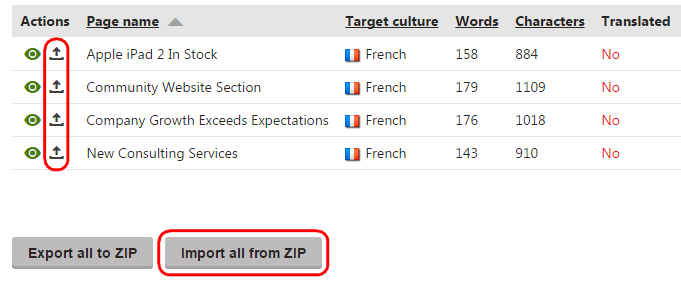 Actions Page name Target culture Words Characters Translated
Apple iPad 2 In Stock French 158 884 No
Community Website Section French 179 1109 No
Company Growth Exceeds Expectations French 176 1018 No
New Consulting Services French 143 910 No
Export all to ZIP Import all from ZIP